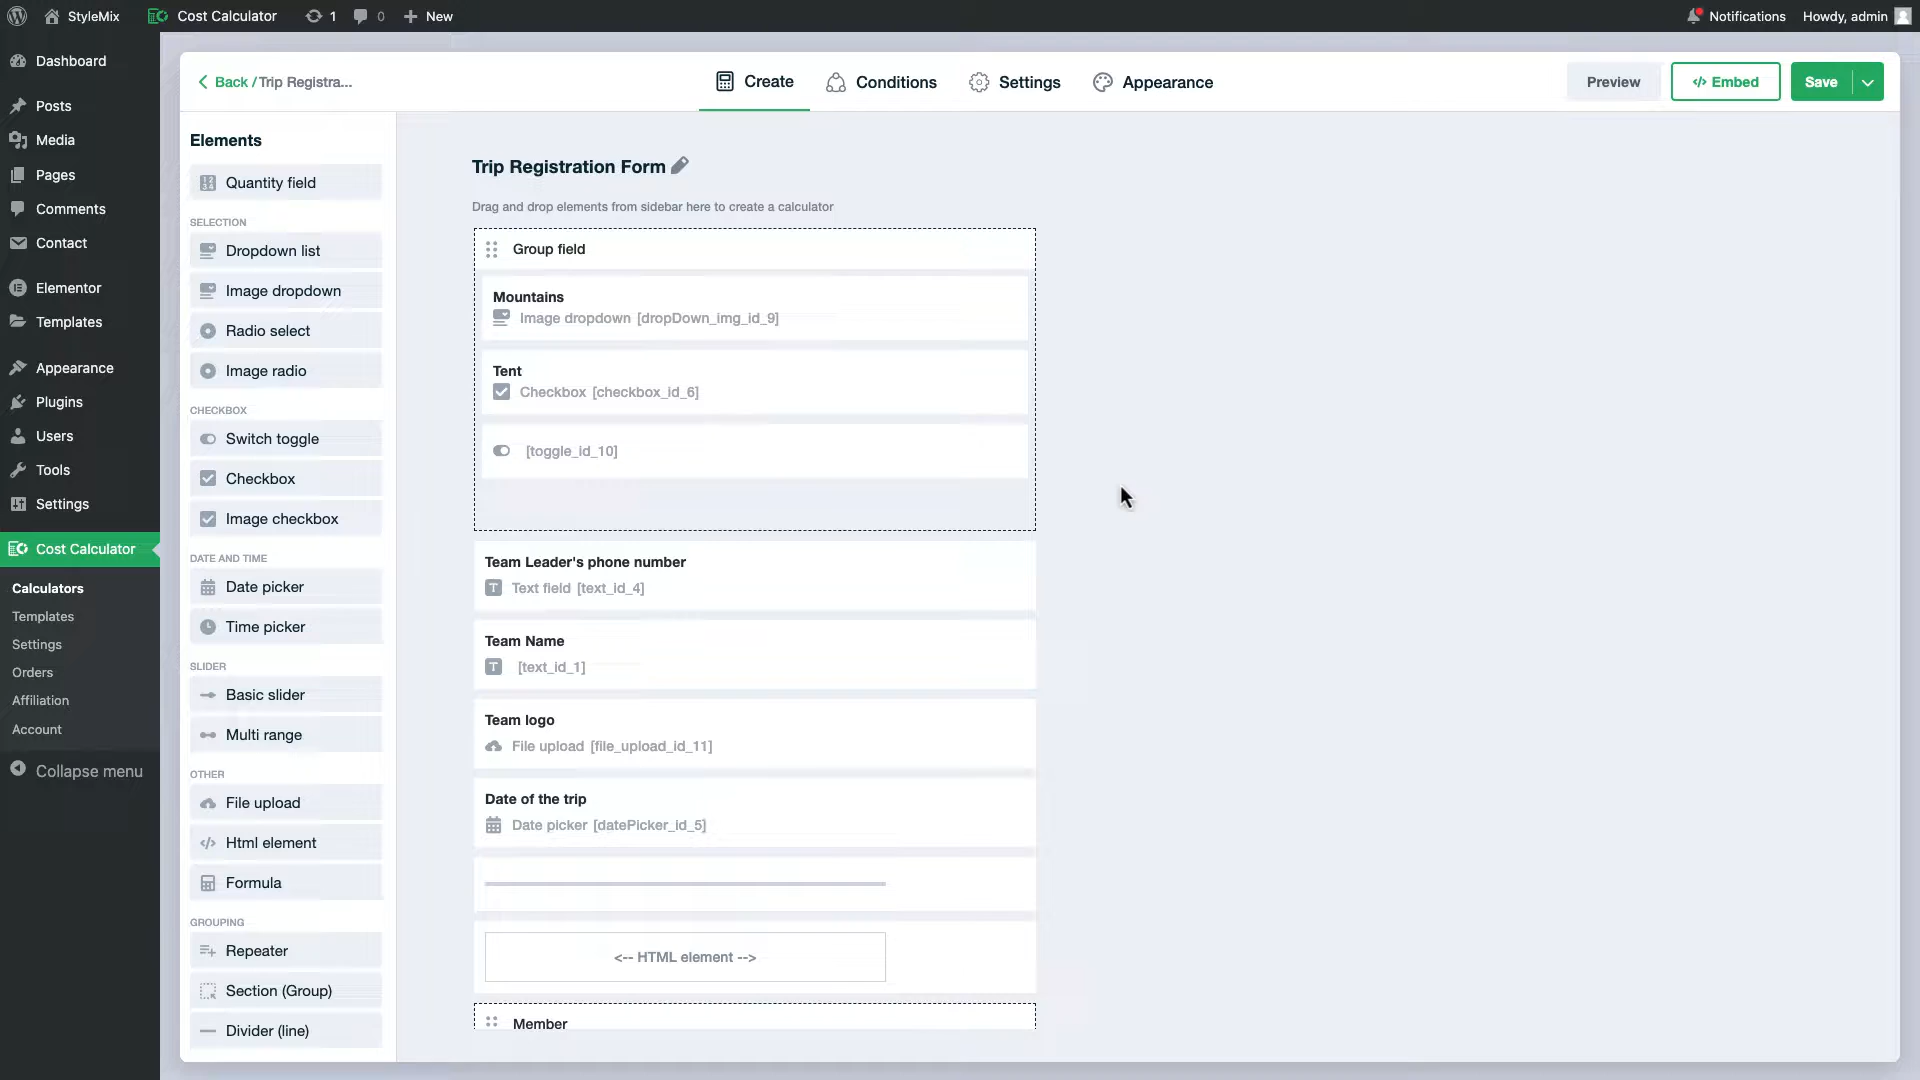 StyleMix
Cost Calculator
1
0
New
Notifications
Howdy, admin
Dashboard
Posts
Media
Pages
Comments
Contact
Elementor
Templates
Appearance
Plugins
Users
Tools
Settings
Cost Calculator
Calculators
Templates
Settings
Orders
Affiliation
Account
Collapse menu
Back / Trip Registra...
Create
Conditions
Settings
Appearance
Preview
</> Embed
Save
Elements
Quantity field
SELECTION
Dropdown list
Image dropdown
Radio select
Image radio
CHECKBOX
Switch toggle
Checkbox
Image checkbox
DATE AND TIME
Date picker
Time picker
SLIDER
Basic slider
Multi range
OTHER
File upload
Html element
Formula
GROUPING
Repeater
Section (Group)
Divider (line)
Trip Registration Form
Drag and drop elements from sidebar here to create a calculator
Group field
Mountains
Image dropdown [dropDown_img_id_9]
Tent
Checkbox [checkbox_id_6]
[toggle_id_10]
Team Leader's phone number
Text field [text_id_4]
Team Name
[text_id_1]
Team logo
File upload [file_upload_id_11]
Date of the trip
Date picker [datePicker_id_5]
<-- HTML element -->
Member